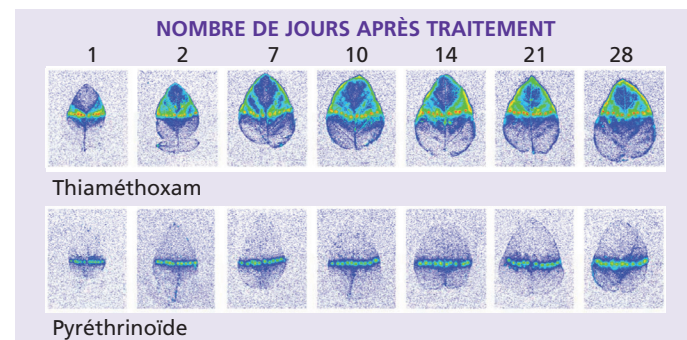 NOMBRE DE JOURS APRÈS TRAITEMENT
1 2 7 10 14 21 28
Thiaméthoxam
Pyréthrinoïde